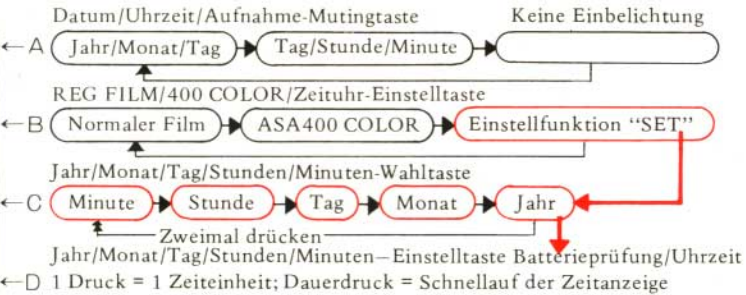 Datum/Uhrzeit/Aufnahme-Mutingtaste Keine Einbelichtung
←A Jahr/Monat/Tag Tag/Stunde/Minute
REG FILM/400 COLOR/Zeituhr-Einstelltaste
←B Normaler Film ASA400 COLOR Einstellfunktion “SET”
Jahr/Monat/Tag/Stunden/Minuten-Wahltaste
←C Minute Stunde Tag Monat Jahr
Zweimal drücken
Jahr/Monat/Tag/Stunden/Minuten—Einstelltaste Batterieprüfung/Uhrzeit
←D 1 Druck = 1 Zeiteinheit; Dauerdruck = Schnellauf der Zeitanzeige